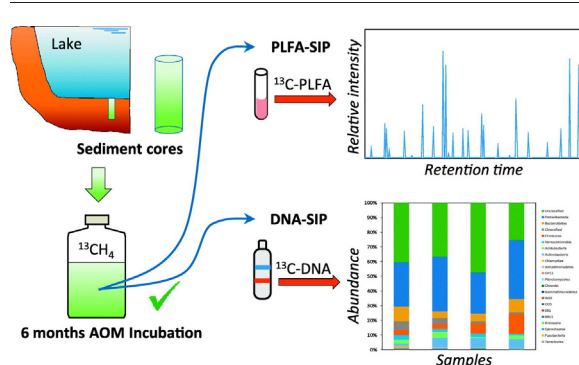 Lake
Sediment cores
¹³CH₄
6 months AOM Incubation
PLFA-SIP
¹³C-PLFA
Relative intensity
Retention time
DNA-SIP
¹³C-DNA
Abundance
100%
90%
80%
70%
60%
50%
40%
30%
20%
10%
0%
Samples
Unclassified
Proteobacteria
Bacteroidetes
Chloroflexi
Firmicutes
Verrucomicrobia
Acidobacteria
Actinobacteria
Planctomycetes
Chlorobi
Spirochaetae
Fusobacteria
Tenericutes